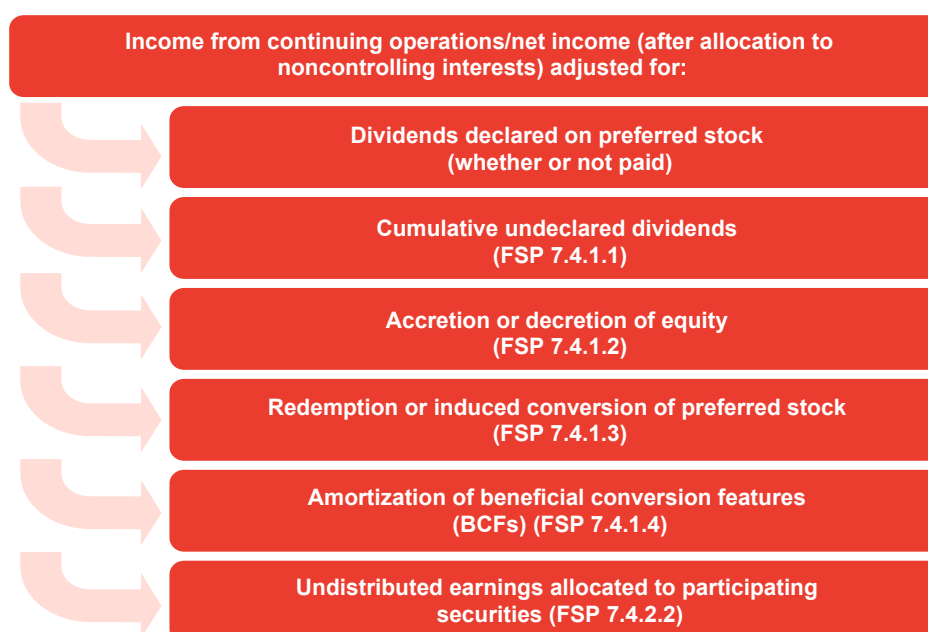 Income from continuing operations/net income (after allocation to
noncontrolling interests) adjusted for:
Dividends declared on preferred stock
(whether or not paid)
Cumulative undeclared dividends
(FSP 7.4.1.1)
Accretion or decretion of equity
(FSP 7.4.1.2)
Redemption or induced conversion of preferred stock
(FSP 7.4.1.3)
Amortization of beneficial conversion features
(BCFs) (FSP 7.4.1.4)
Undistributed earnings allocated to participating
securities (FSP 7.4.2.2)